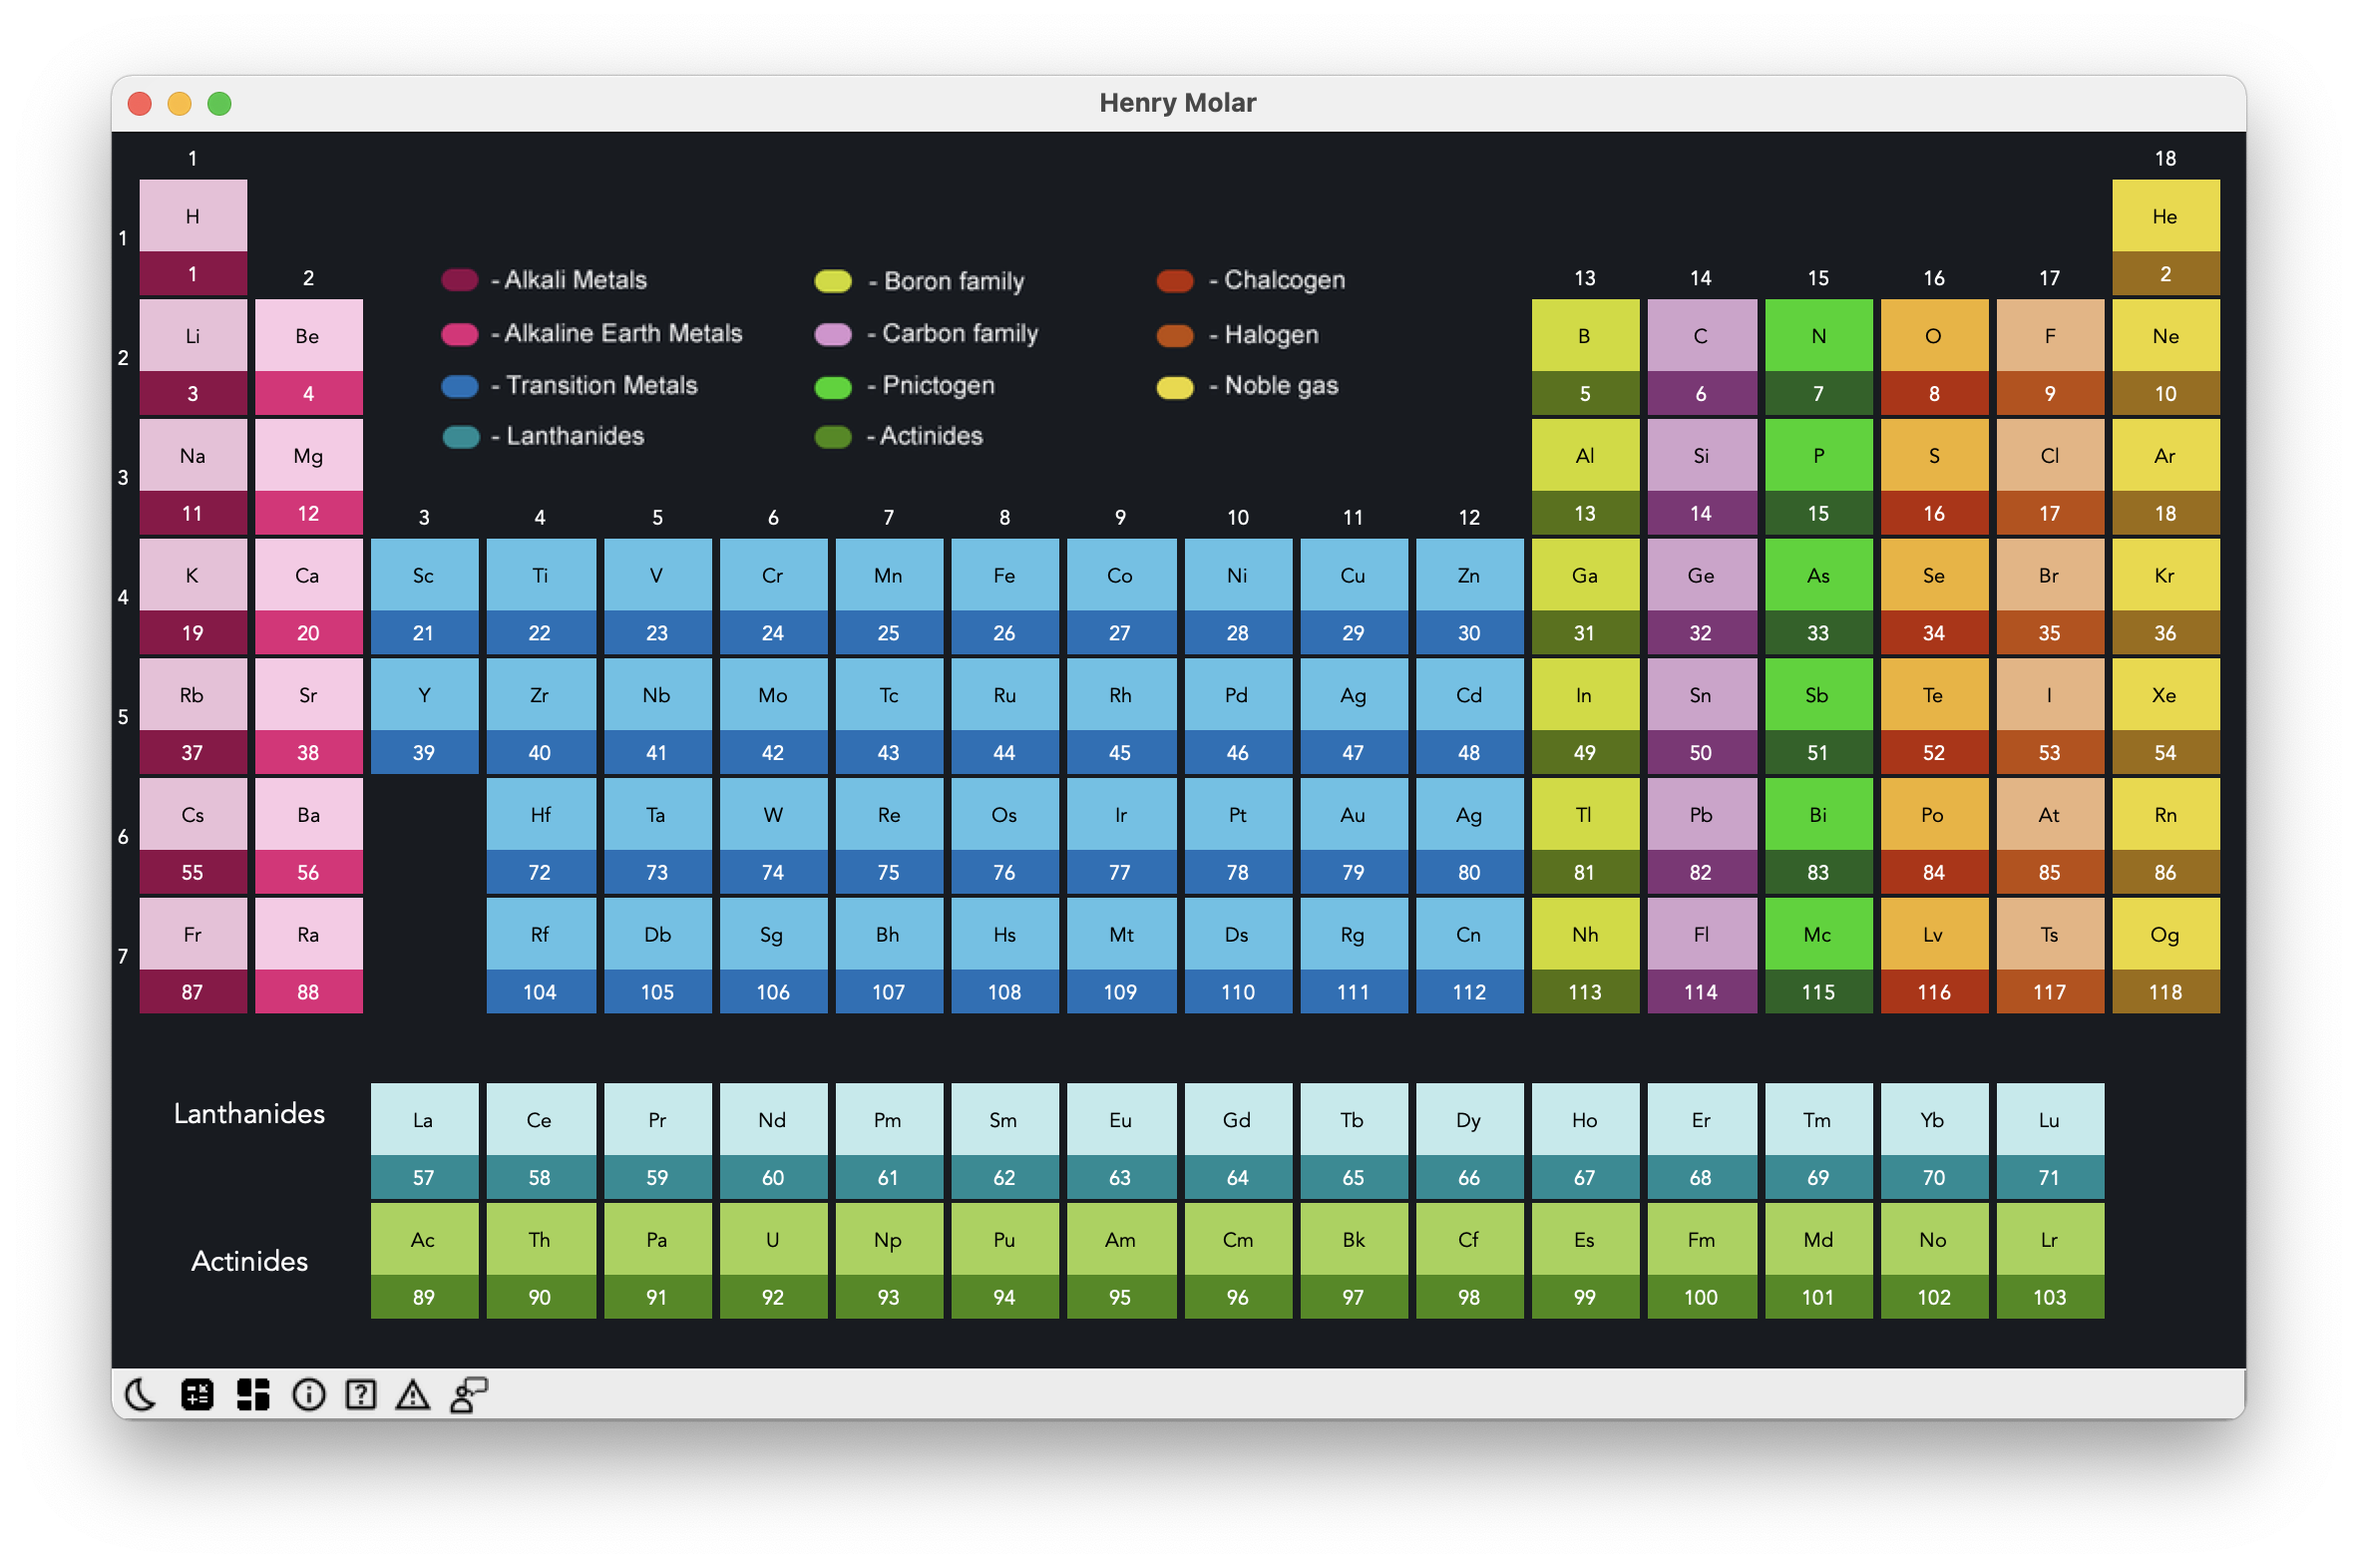 Henry Molar
1 18
H He
1
1 2
2 - Alkali Metals - Boron family - Chalcogen 13 14 15 16 17
Li Be - Alkaline Earth Metals - Carbon family - Halogen B C N O F Ne
2
3 4 - Transition Metals - Pnictogen - Noble gas 5 6 7 8 9 10
- Lanthanides - Actinides
Na Mg Al Si P S Cl Ar
3
11 12 13 14 15 16 17 18
3 4 5 6 7 8 9 10 11 12
K Ca Sc Ti V Cr Mn Fe Co Ni Cu Zn Ga Ge As Se Br Kr
4
19 20 21 22 23 24 25 26 27 28 29 30 31 32 33 34 35 36
Rb Sr Y Zr Nb Mo Tc Ru Rh Pd Ag Cd In Sn Sb Te I Xe
5
37 38 39 40 41 42 43 44 45 46 47 48 49 50 51 52 53 54
Cs Ba Hf Ta W Re Os Ir Pt Au Ag Tl Pb Bi Po At Rn
6
55 56 72 73 74 75 76 77 78 79 80 81 82 83 84 85 86
Fr Ra Rf Db Sg Bh Hs Mt Ds Rg Cn Nh Fl Mc Lv Ts Og
7
87 88 104 105 106 107 108 109 110 111 112 113 114 115 116 117 118
Lanthanides La Ce Pr Nd Pm Sm Eu Gd Tb Dy Ho Er Tm Yb Lu
57 58 59 60 61 62 63 64 65 66 67 68 69 70 71
Actinides Ac Th Pa U Np Pu Am Cm Bk Cf Es Fm Md No Lr
89 90 91 92 93 94 95 96 97 98 99 100 101 102 103